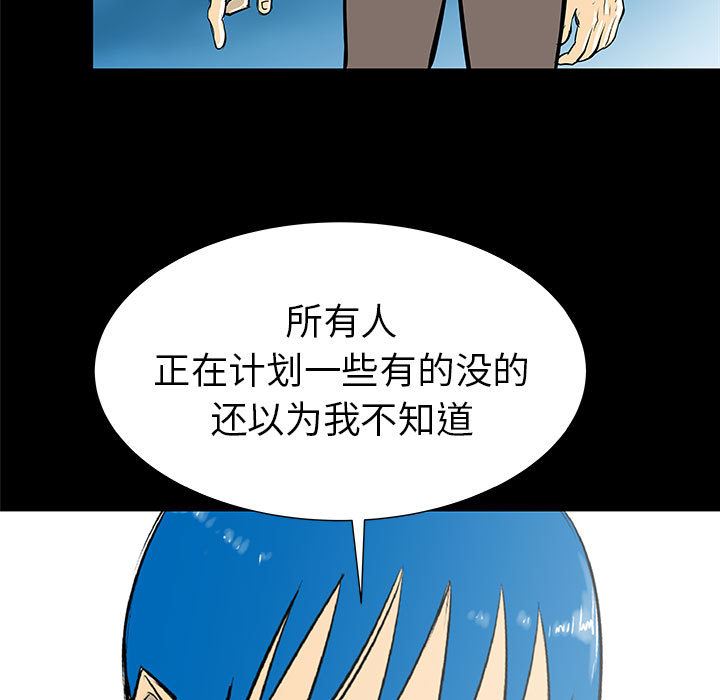 所有人
正在计划一些有的没的
还以为我不知道